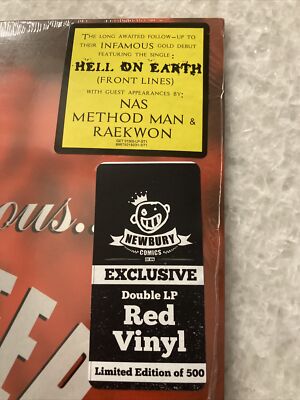 THE LONG AWAITED FOLLOW-UP TO
THEIR INFAMOUS GOLD DEBUT
FEATURING THE SINGLE:
HELL ON EARTH
(FRONT LINES)
WITH GUEST APPEARANCES BY:
NAS
METHOD MAN &
RAEKWON
ous...
NEWBURY
COMICS
EXCLUSIVE
Double LP
Red
Vinyl
Limited Edition of 500